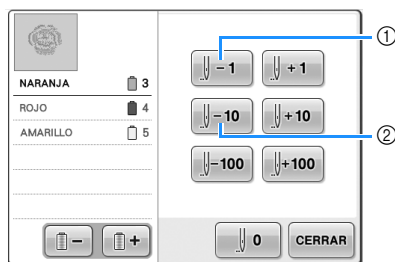 ①
−1 +1
NARANJA 3
ROJO 4
−10 +10
②
AMARILLO 5
−100 +100
− + 0 CERRAR